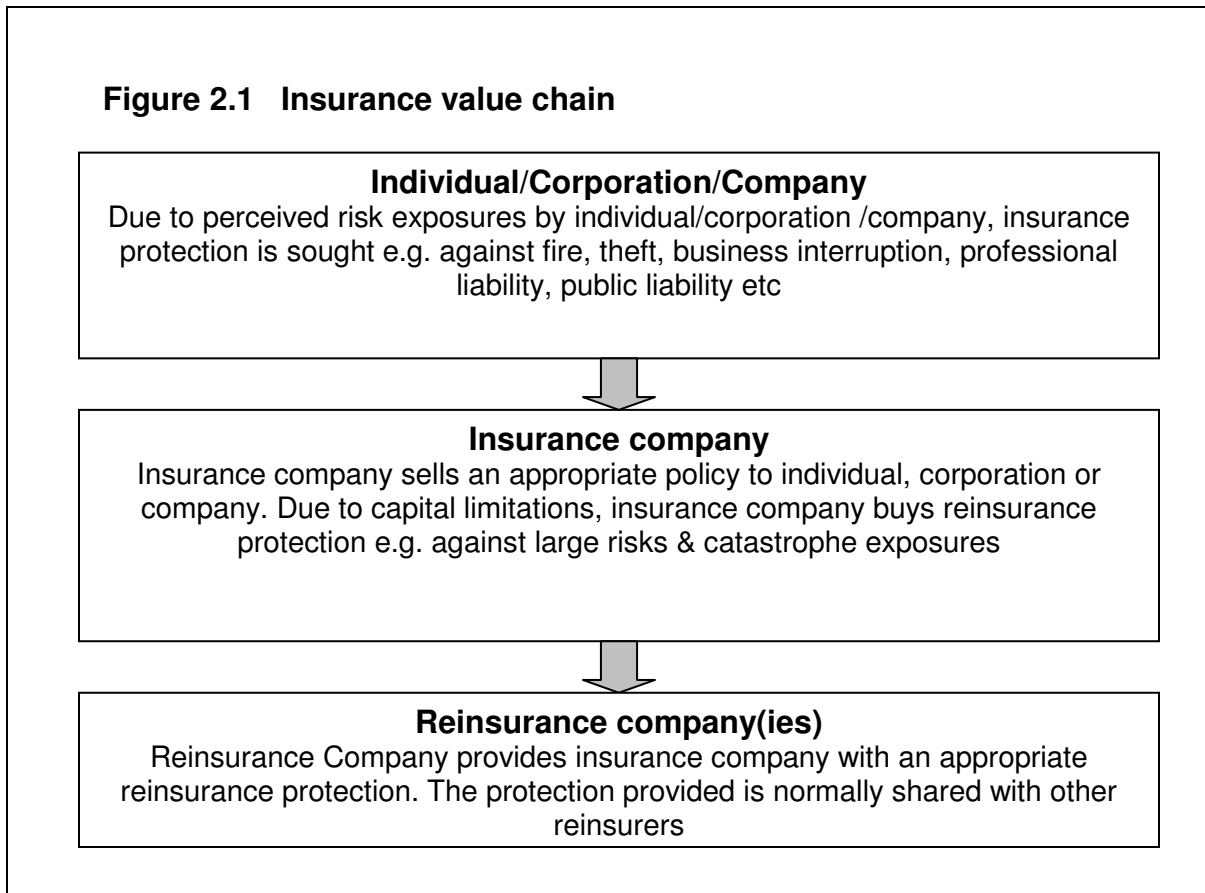 Figure 2.1 Insurance value chain
Individual/Corporation/Company
Due to perceived risk exposures by individual/corporation /company, insurance
protection is sought e.g. against fire, theft, business interruption, professional
liability, public liability etc
Insurance company
Insurance company sells an appropriate policy to individual, corporation or
company. Due to capital limitations, insurance company buys reinsurance
protection e.g. against large risks & catastrophe exposures
Reinsurance company(ies)
Reinsurance Company provides insurance company with an appropriate
reinsurance protection. The protection provided is normally shared with other
reinsurers